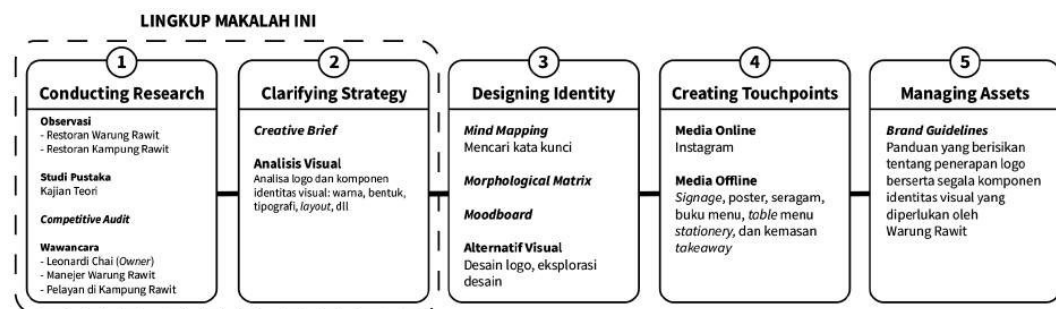 LINGKUP MAKALAH INI
1
Conducting Research
Observasi
- Restoran Warung Rawit
- Restoran Kampung Rawit
Studi Pustaka
Kajian Teori
Competitive Audit
Wawancara
- Leonardi Chai (Owner)
- Manejer Warung Rawit
- Pelayan di Kampung Rawit
2
Clarifying Strategy
Creative Brief
Analisis Visual
Analisa logo dan komponen
identitas visual: warna, bentuk,
tipografi, layout, dll
3
Designing Identity
Mind Mapping
Mencari kata kunci
Morphological Matrix
Moodboard
Alternatif Visual
Desain logo, eksplorasi
desain
4
Creating Touchpoints
Media Online
Instagram
Media Offline
Signage, poster, seragam,
buku menu, table menu
stationery, dan kemasan
takeaway
5
Managing Assets
Brand Guidelines
Panduan yang berisikan
tentang penerapan logo
berserta segala komponen
identitas visual yang
diperlukan oleh
Warung Rawit